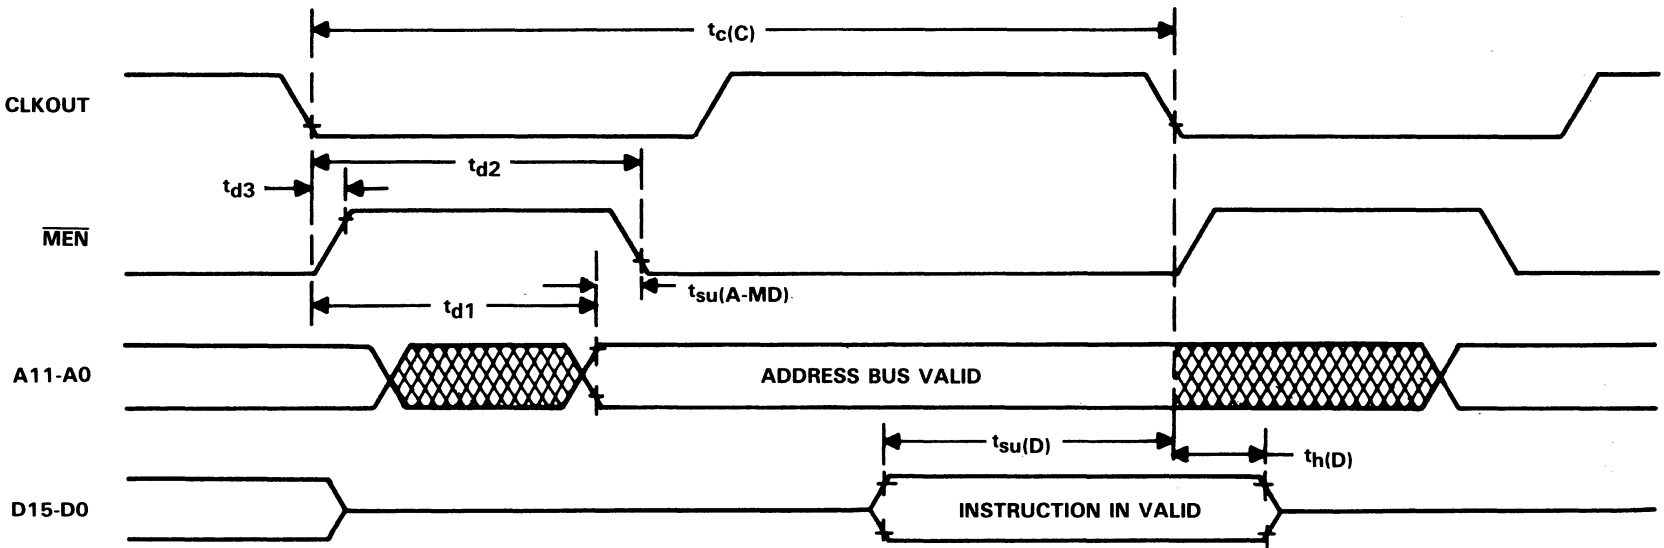 tc(C)
CLKOUT
td2
td3
MEN
tsu(A-MD)
td1
A11-A0
ADDRESS BUS VALID
tsu(D)
th(D)
D15-D0
INSTRUCTION IN VALID